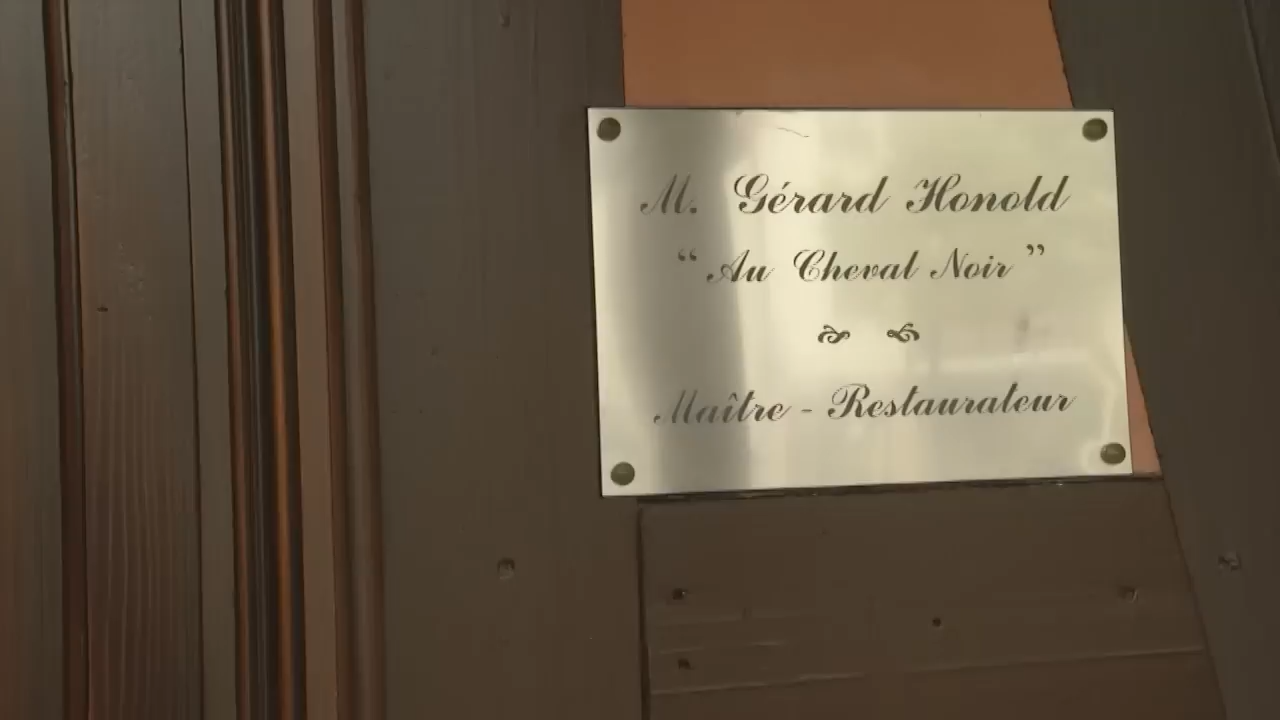 M. Gérard Honold
“ Au Cheval Noir ”
Maître - Restaurateur